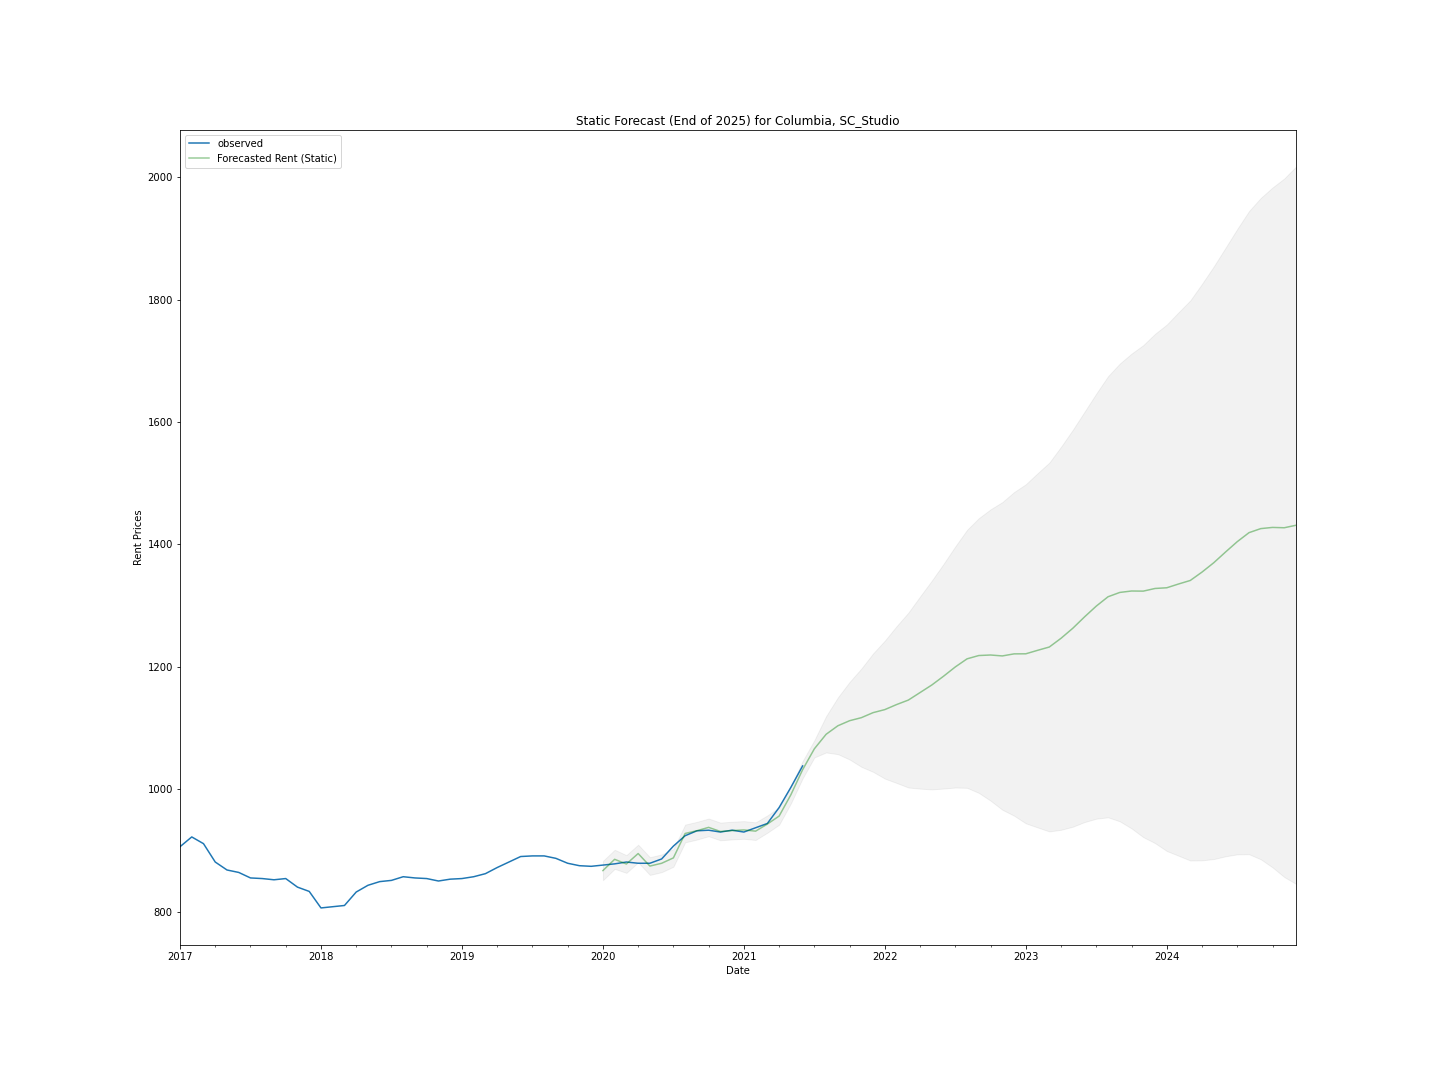 Static Forecast (End of 2025) for Columbia, SC_Studio
observed
Forecasted Rent (Static)
2000
1800
1600
1400
1200
1000
800
Rent Prices
2017 2018 2019 2020 2021 2022 2023 2024
Date